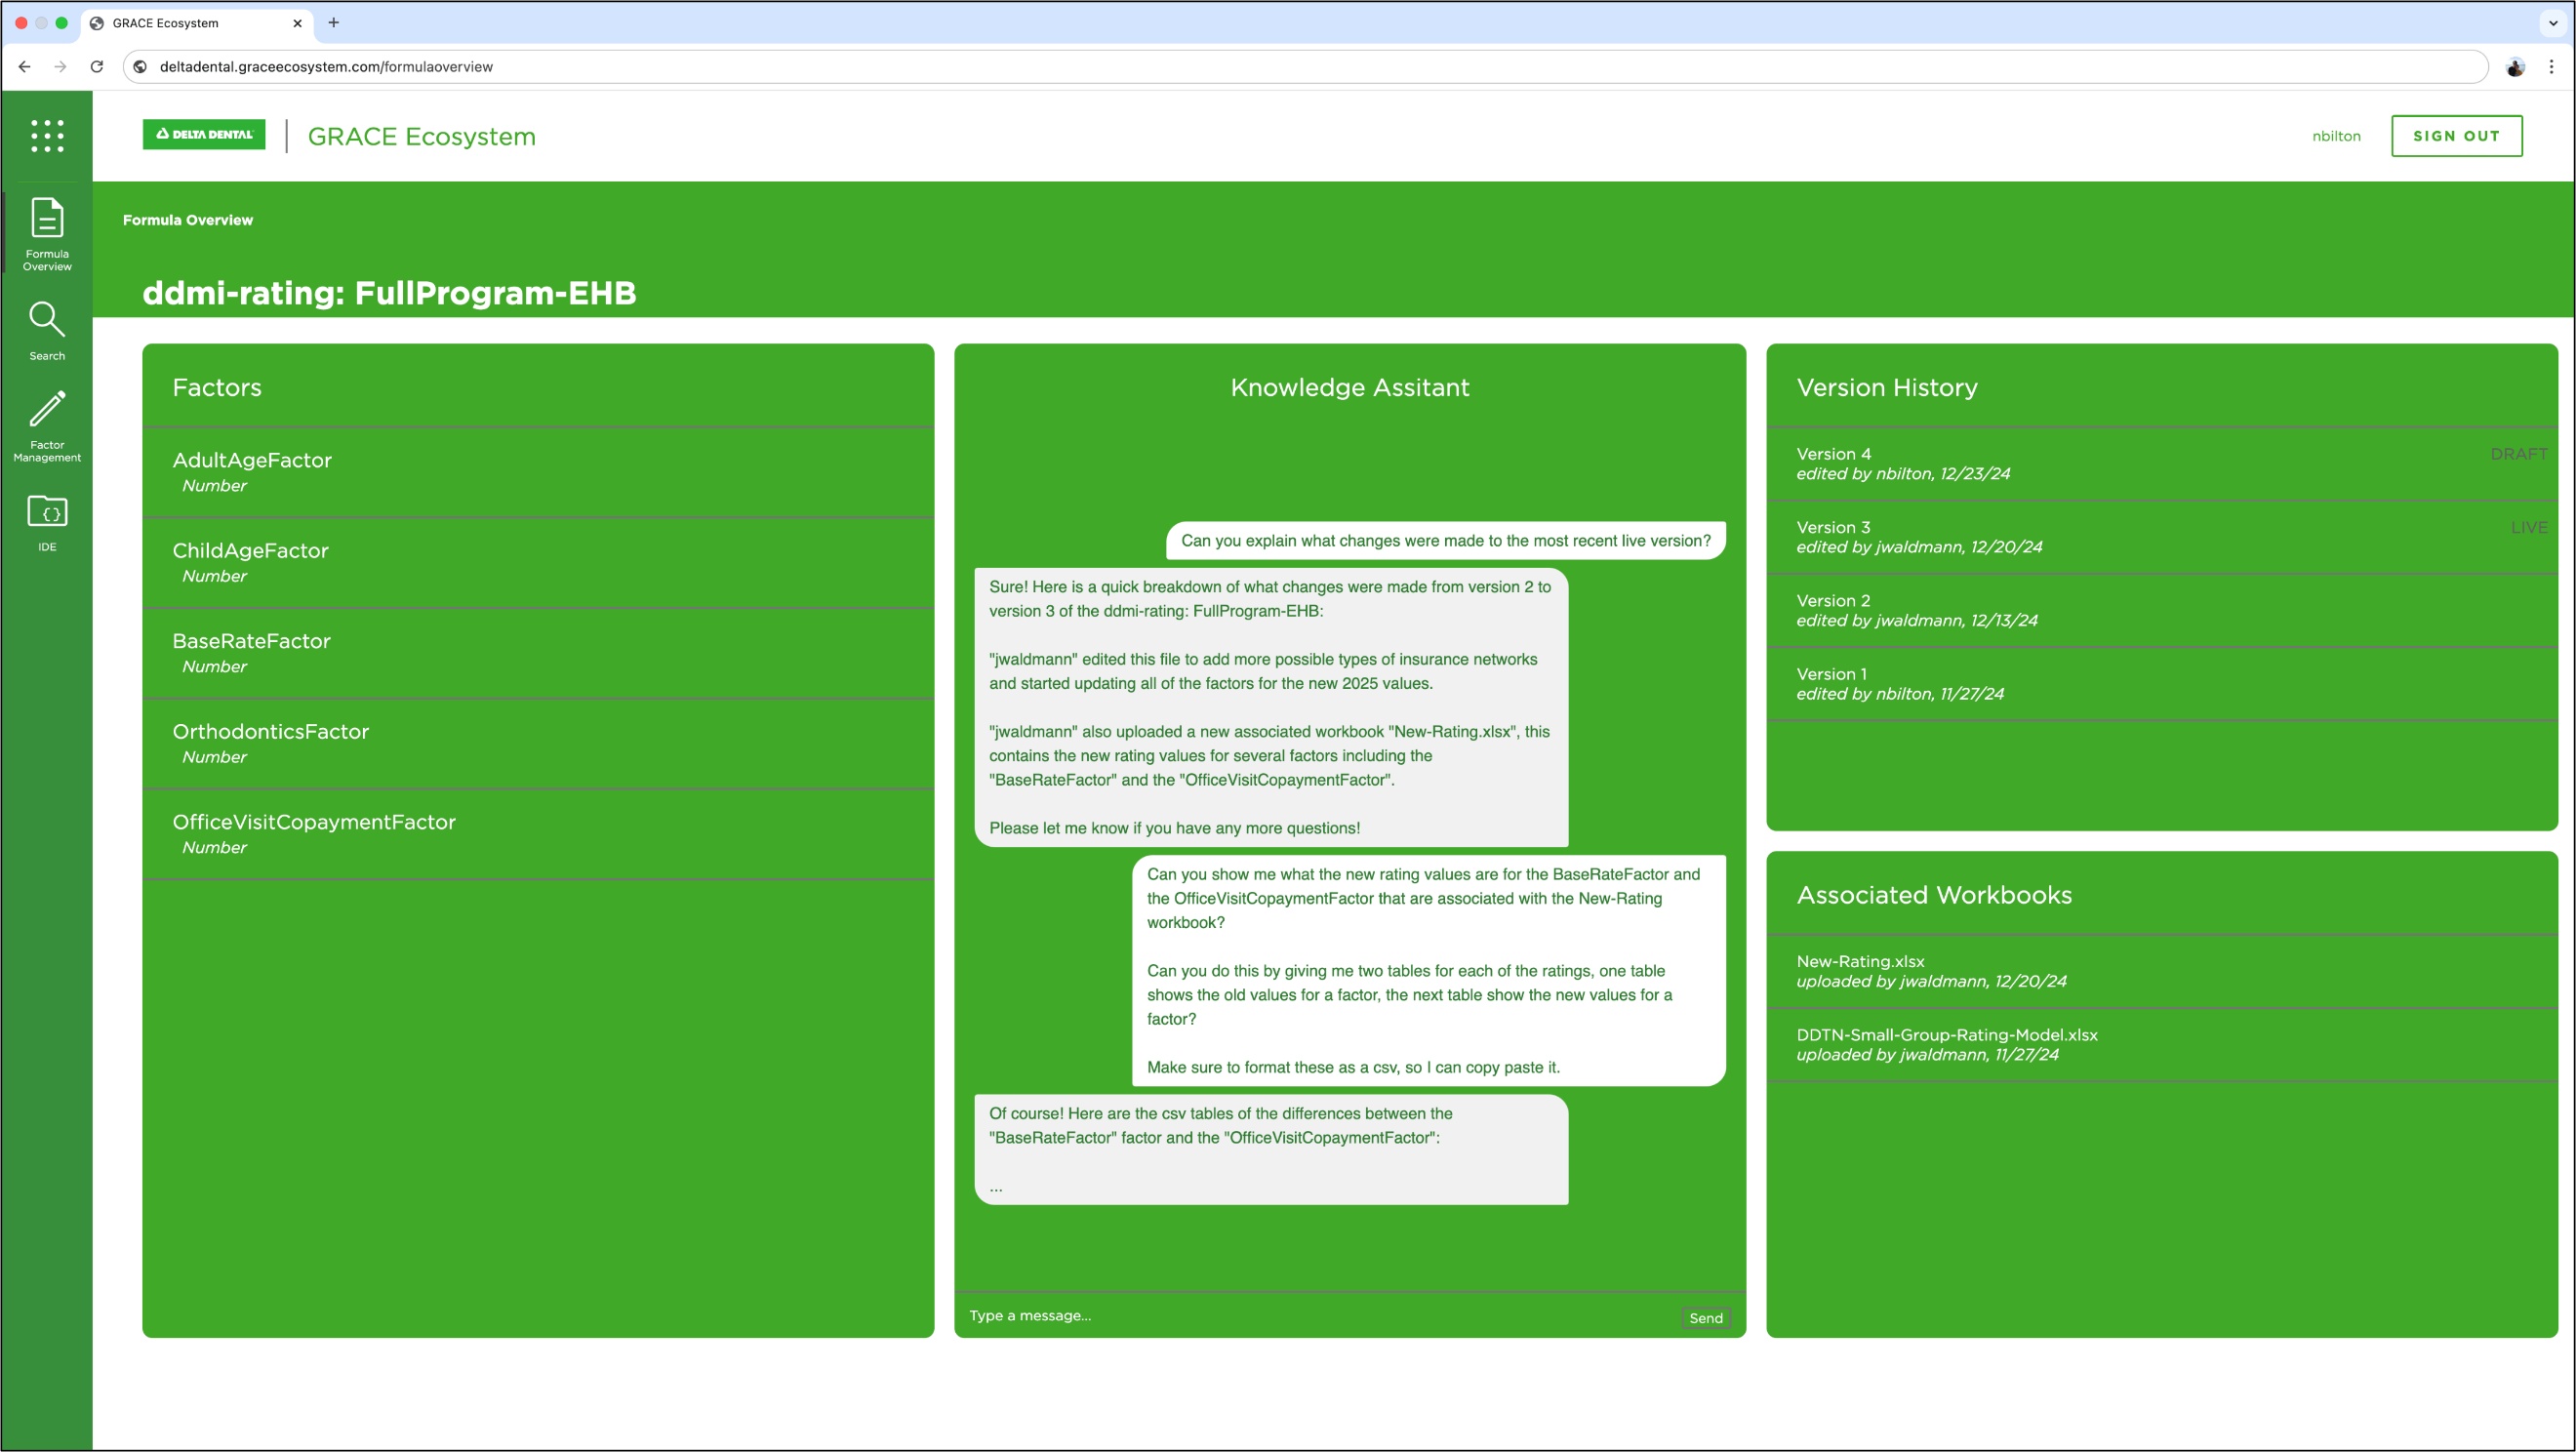 GRACE Ecosystem
deltadental.graceecosystem.com/formulaoverview
DELTA DENTAL
GRACE Ecosystem
nbilton
SIGN OUT
Formula
Overview
Search
Factor
Management
IDE
Formula Overview
ddmi-rating: FullProgram-EHB
Factors
AdultAgeFactor
Number
ChildAgeFactor
Number
BaseRateFactor
Number
OrthodonticsFactor
Number
OfficeVisitCopaymentFactor
Number
Knowledge Assitant
Can you explain what changes were made to the most recent live version?
Sure! Here is a quick breakdown of what changes were made from version 2 to
version 3 of the ddmi-rating: FullProgram-EHB:
"jwaldmann" edited this file to add more possible types of insurance networks
and started updating all of the factors for the new 2025 values.
"jwaldmann" also uploaded a new associated workbook "New-Rating.xlsx", this
contains the new rating values for several factors including the
"BaseRateFactor" and the "OfficeVisitCopaymentFactor".
Please let me know if you have any more questions!
Can you show me what the new rating values are for the BaseRateFactor and
the OfficeVisitCopaymentFactor that are associated with the New-Rating
workbook?
Can you do this by giving me two tables for each of the ratings, one table
shows the old values for a factor, the next table show the new values for a
factor?
Make sure to format these as a csv, so I can copy paste it.
Of course! Here are the csv tables of the differences between the
"BaseRateFactor" factor and the "OfficeVisitCopaymentFactor":
...
Type a message...
Send
Version History
Version 4
DRAFT
edited by nbilton, 12/23/24
Version 3
LIVE
edited by jwaldmann, 12/20/24
Version 2
edited by jwaldmann, 12/13/24
Version 1
edited by nbilton, 11/27/24
Associated Workbooks
New-Rating.xlsx
uploaded by jwaldmann, 12/20/24
DDTN-Small-Group-Rating-Model.xlsx
uploaded by jwaldmann, 11/27/24